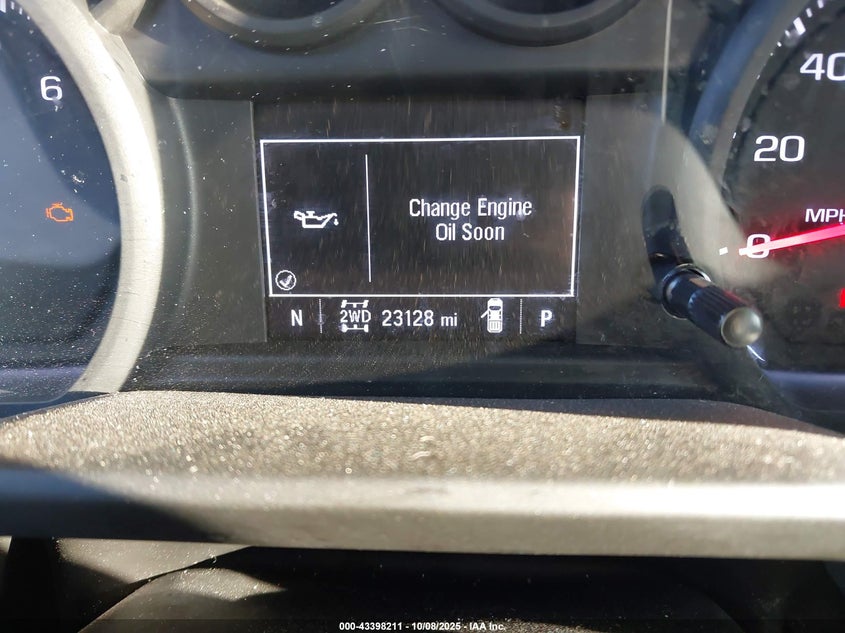 6
40
20
MPH
0
Change Engine
Oil Soon
N 2WD 23128 mi P
000-43398211 - 10/08/2025 - IAA Inc.